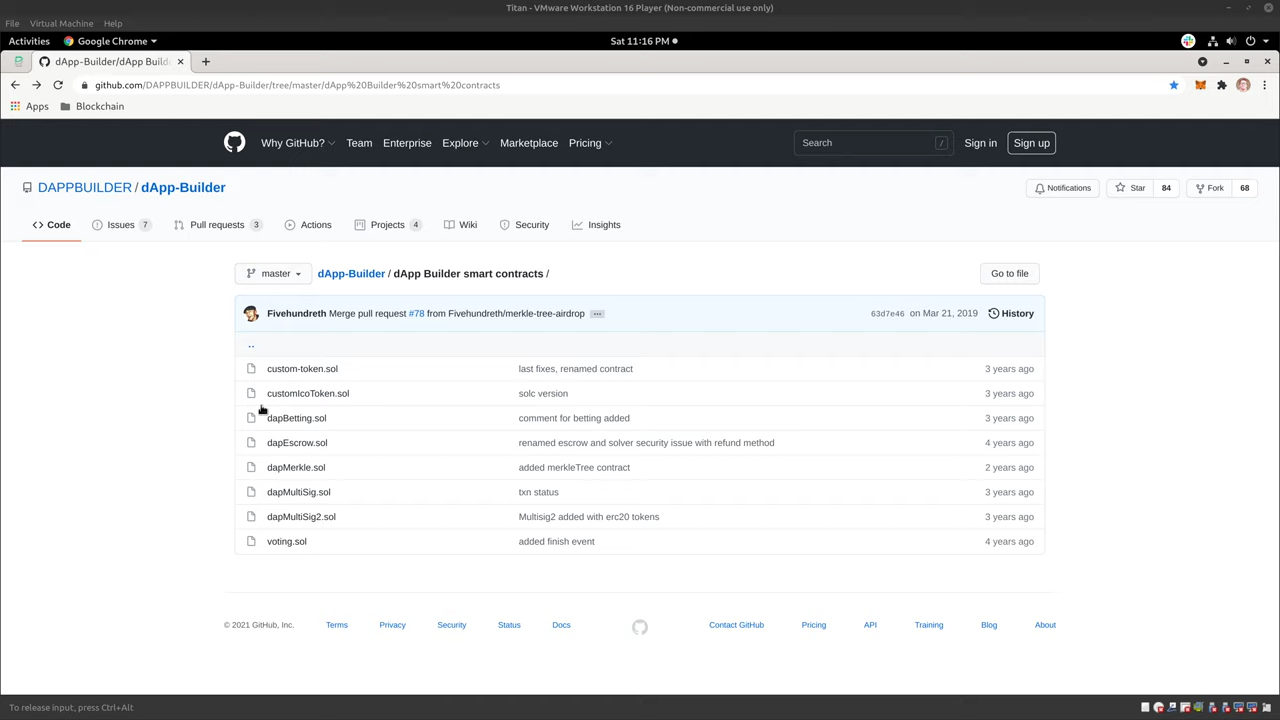 Titan - VMware Workstation 16 Player (Non-commercial use only)
File Virtual Machine Help
Activities Google Chrome Sat 11:16 PM
dApp-Builder/dApp Build
github.com/DAPPBUILDER/dApp-Builder/tree/master/dApp%20Builder%20smart%20contracts
Apps Blockchain
Why GitHub? Team Enterprise Explore Marketplace Pricing Search / Sign in Sign up
DAPPBUILDER / dApp-Builder Notifications Star 84 Fork 68
Code Issues 7 Pull requests 3 Actions Projects 4 Wiki Security Insights
master dApp-Builder / dApp Builder smart contracts / Go to file
Fivehundreth Merge pull request #78 from Fivehundreth/merkle-tree-airdrop ... 63d7e46 on Mar 21, 2019 History
..
custom-token.sol last fixes, renamed contract 3 years ago
customIcoToken.sol solc version 3 years ago
dapBetting.sol comment for betting added 3 years ago
dapEscrow.sol renamed escrow and solver security issue with refund method 4 years ago
dapMerkle.sol added merkleTree contract 2 years ago
dapMultiSig.sol txn status 3 years ago
dapMultiSig2.sol Multisig2 added with erc20 tokens 3 years ago
voting.sol added finish event 4 years ago
© 2021 GitHub, Inc. Terms Privacy Security Status Docs Contact GitHub Pricing API Training Blog About
To release input, press Ctrl+Alt